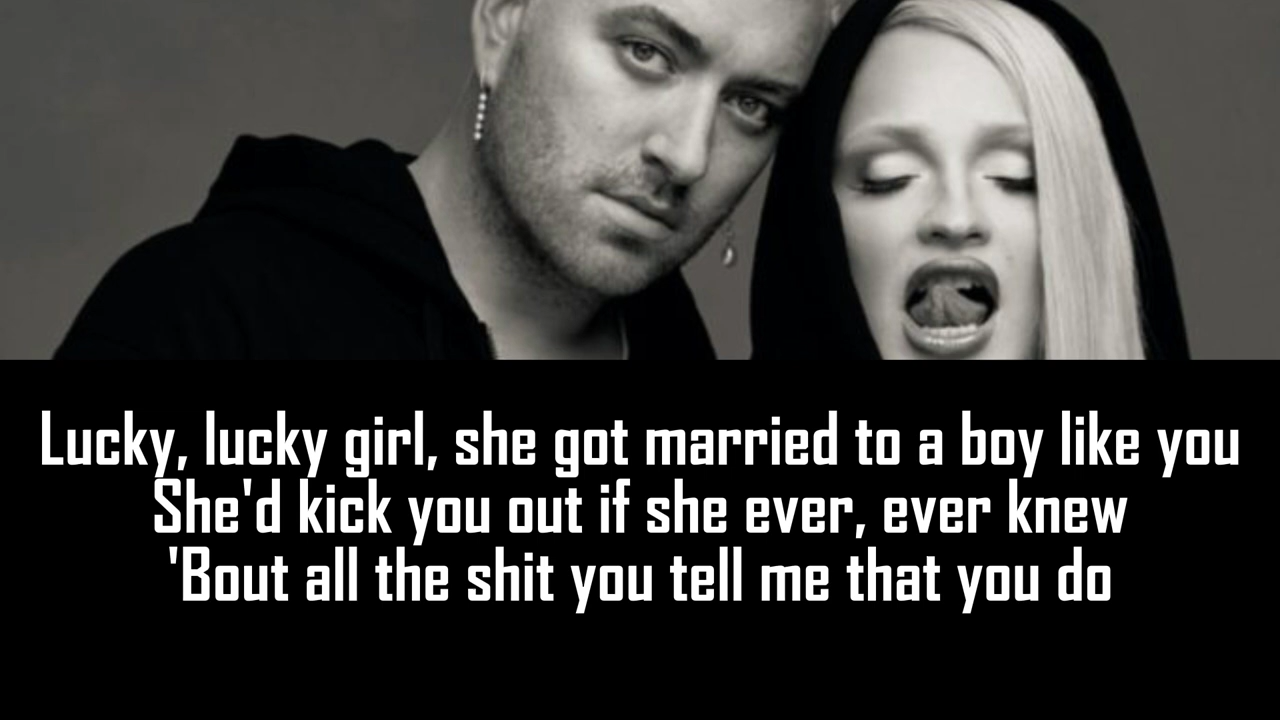 Lucky, lucky girl, she got married to a boy like you
She'd kick you out if she ever, ever knew
'Bout all the shit you tell me that you do